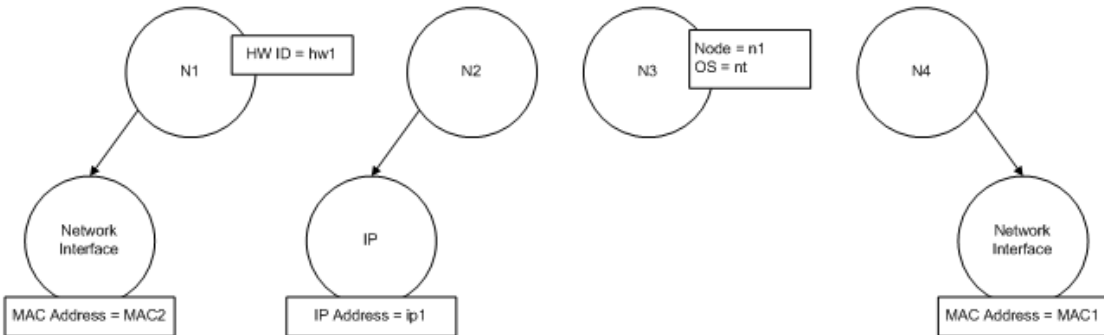 N1
HW ID = hw1
N2
N3
Node = n1
OS = nt
N4
Network
Interface
MAC Address = MAC2
IP
IP Address = ip1
Network
Interface
MAC Address = MAC1